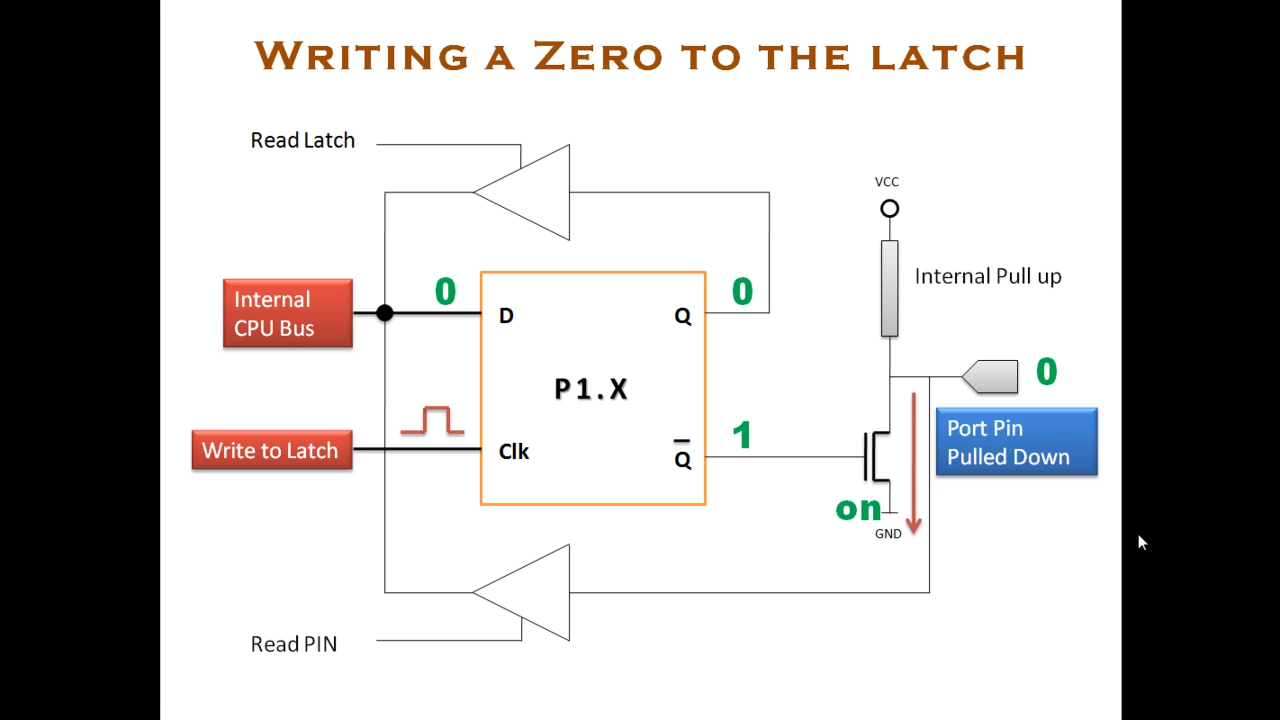 WRITING A ZERO TO THE LATCH
Read Latch
VCC
Internal Pull up
Internal
CPU Bus
0
D
Q
0
P1.X
0
Port Pin
Pulled Down
Write to Latch
Clk
Q̅
1
on
GND
Read PIN